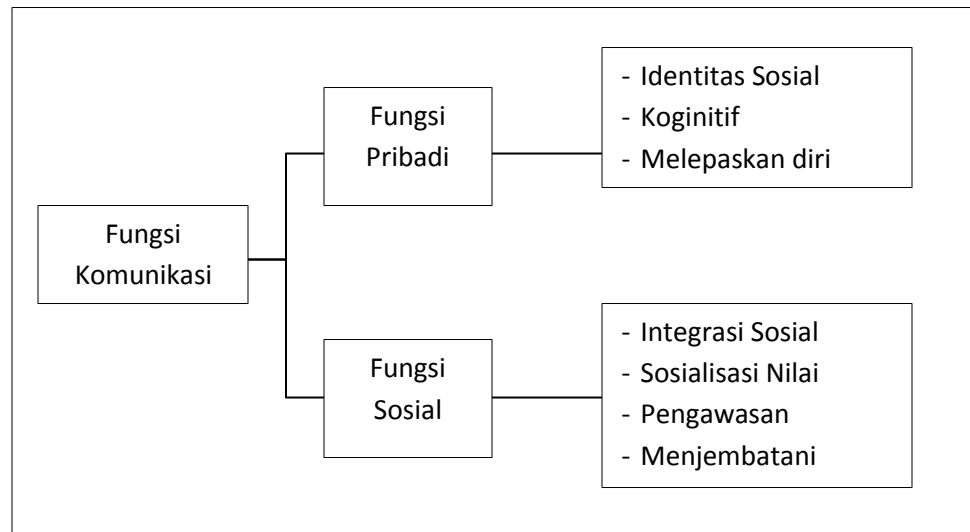 Fungsi
Komunikasi
Fungsi
Pribadi
- Identitas Sosial
- Koginitif
- Melepaskan diri
Fungsi
Sosial
- Integrasi Sosial
- Sosialisasi Nilai
- Pengawasan
- Menjembatani